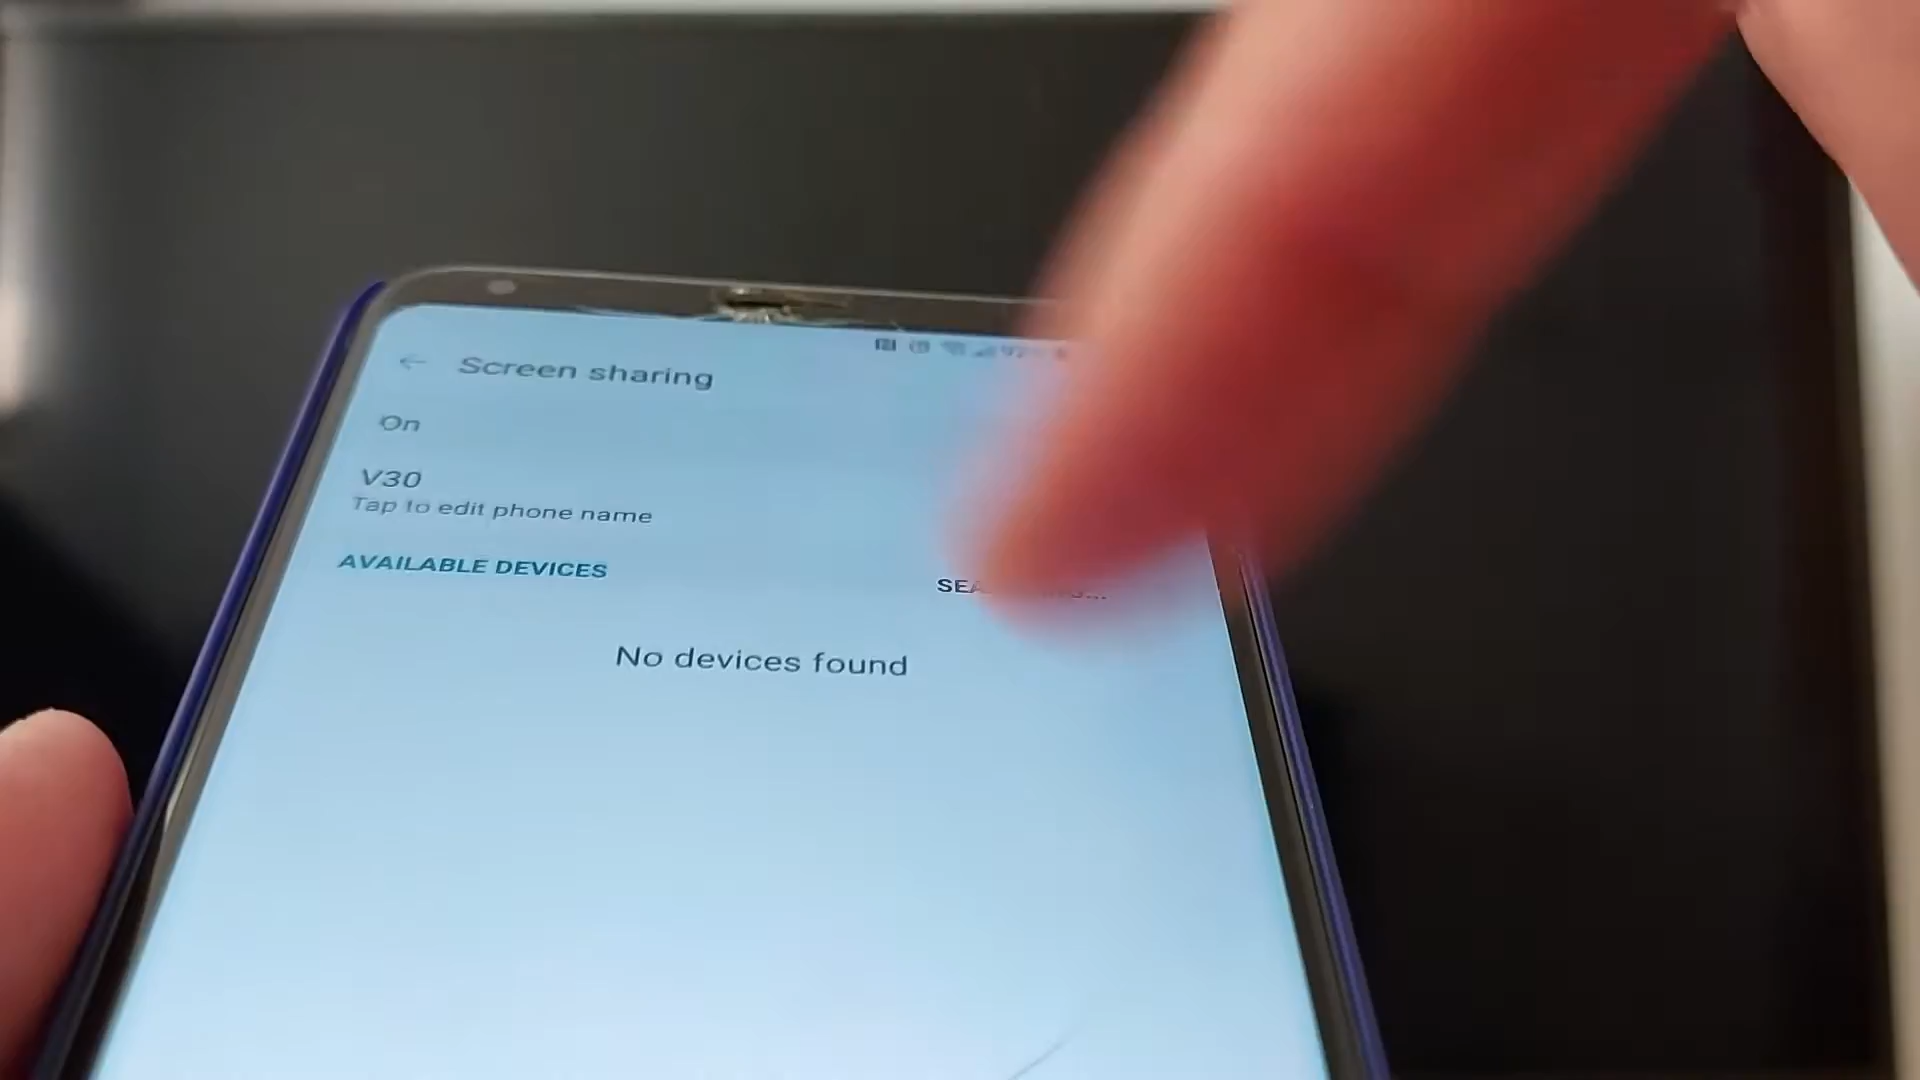 Screen sharing
On
V30
Tap to edit phone name
AVAILABLE DEVICES
No devices found